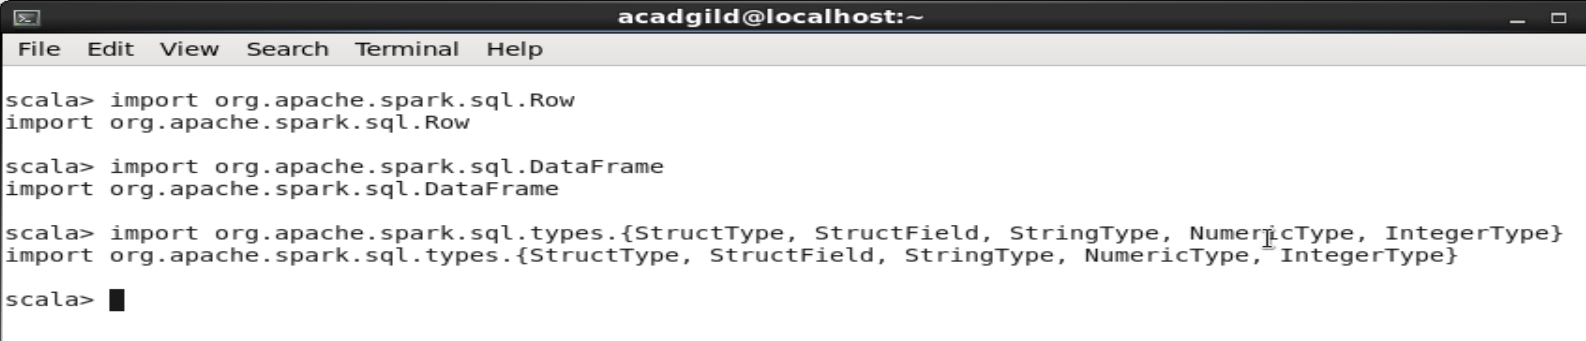 acadgild@localhost:~
File Edit View Search Terminal Help
scala> import org.apache.spark.sql.Row
import org.apache.spark.sql.Row
scala> import org.apache.spark.sql.DataFrame
import org.apache.spark.sql.DataFrame
scala> import org.apache.spark.sql.types.{StructType, StructField, StringType, NumericType, IntegerType}
import org.apache.spark.sql.types.{StructType, StructField, StringType, NumericType, IntegerType}
scala>